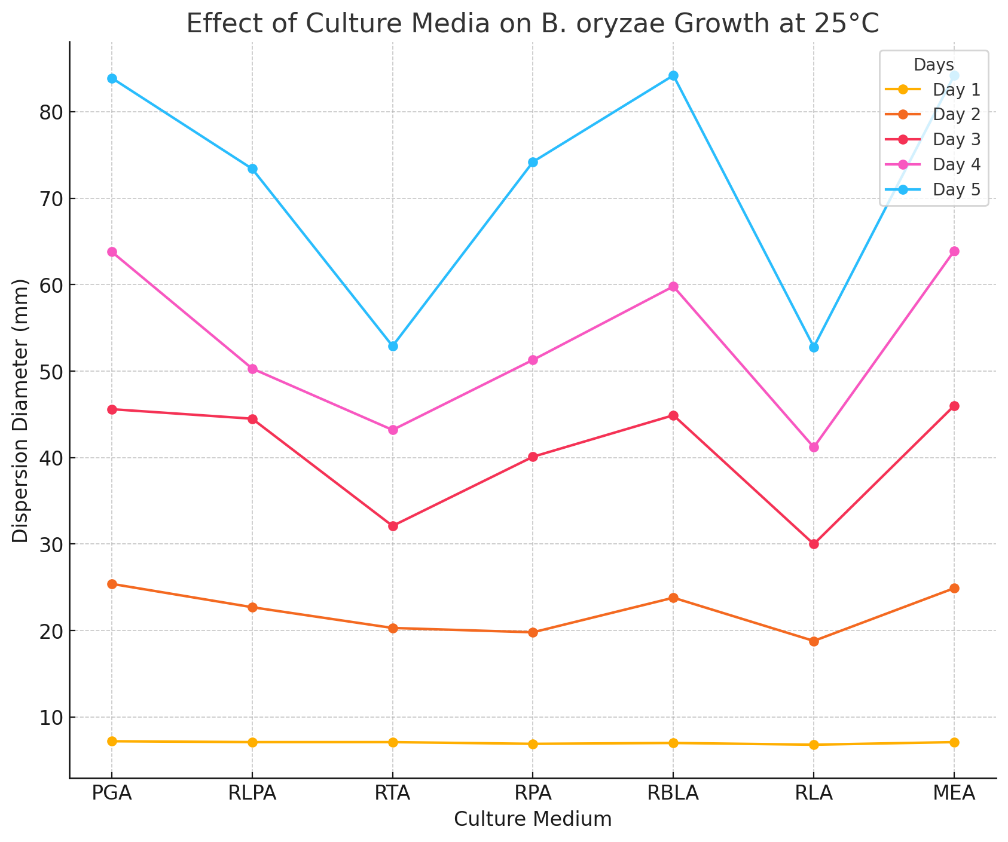 Effect of Culture Media on B. oryzae Growth at 25°C
Days
Day 1
Day 2
Day 3
Day 4
Day 5
Dispersion Diameter (mm)
80
70
60
50
40
30
20
10
PGA RLPA RTA RPA RBLA RLA MEA
Culture Medium